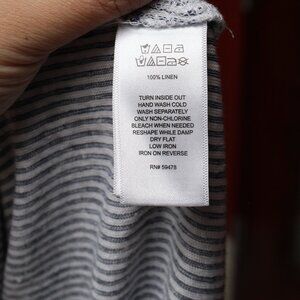 100% LINEN
TURN INSIDE OUT
HAND WASH COLD
WASH SEPARATELY
ONLY NON-CHLORINE
BLEACH WHEN NEEDED
RESHAPE WHILE DAMP
DRY FLAT
LOW IRON
IRON ON REVERSE
RN# 59478